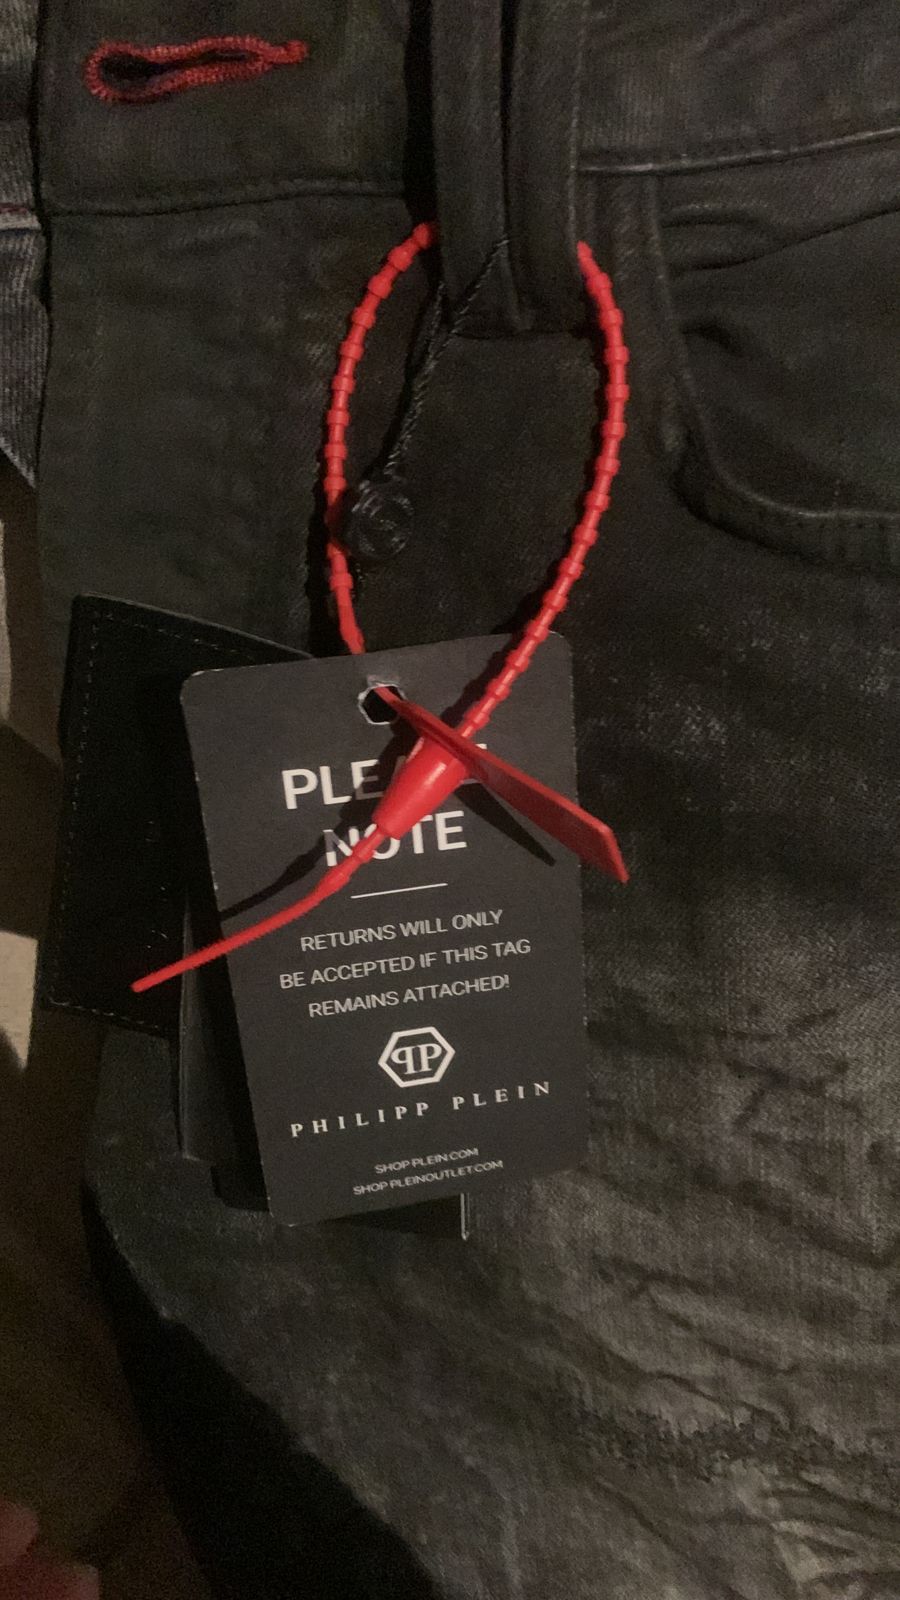 NOTE
RETURNS WILL ONLY
BE ACCEPTED IF THIS TAG
REMAINS ATTACHED!
PP
PHILIPP PLEIN
SHOP PLEIN.COM
SHOP PLEINOUTLET.COM